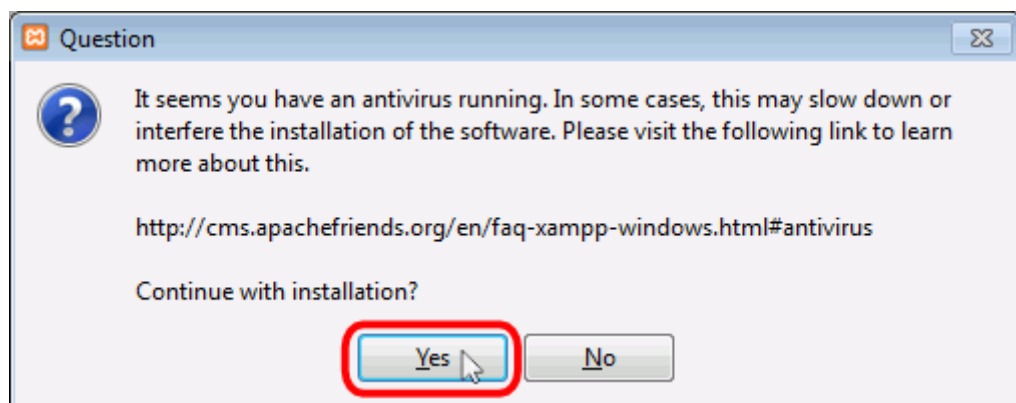 Question
It seems you have an antivirus running. In some cases, this may slow down or
interfere the installation of the software. Please visit the following link to learn
more about this.
http://cms.apachefriends.org/en/faq-xampp-windows.html#antivirus
Continue with installation?
Yes No